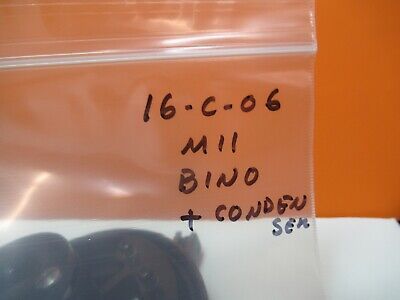 16-C-06
M11
BINO
+ CONDEN
SER